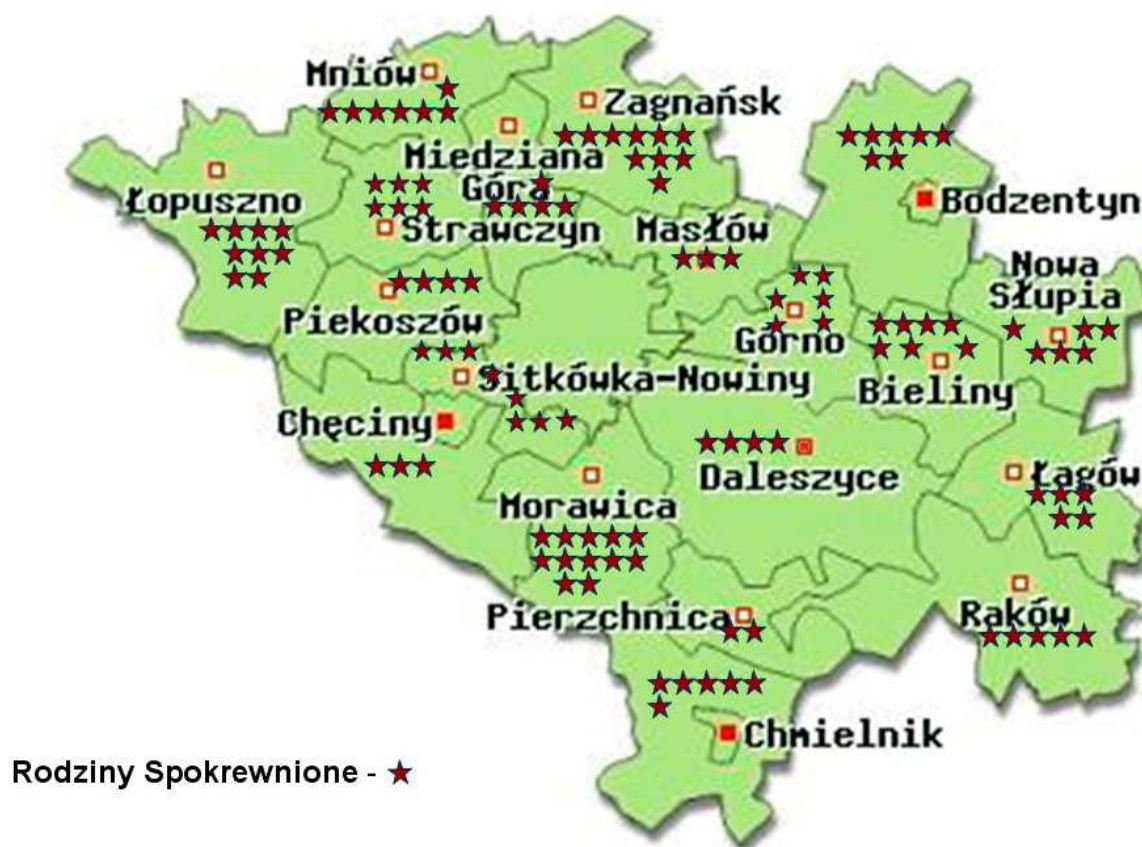 Mniów
Zagnańsk
Miedziana
Góra
Łopuszno
Strawczyn
Masłów
Bodzentyn
Nowa
Słupia
Piekoszów
Górno
Bieliny
Sitkówka-Nowiny
Chęciny
Daleszyce
Łagów
Morawica
Pierzchnica
Raków
Chmielnik
Rodziny Spokrewnione -